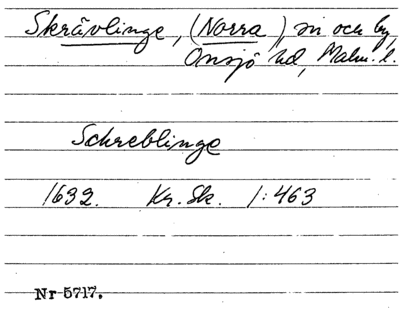 Skrävlinge, (Norra) sn och by,
Onsjö hd, Malm. l.
Schreblinge
1632. Kr. Sk. 1:463
Nr 5717.